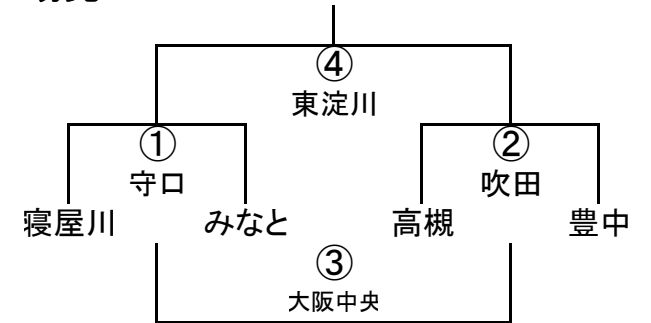 ④
東淀川
① ②
守口 吹田
寝屋川 みなと 高槻 豊中
③
大阪中央